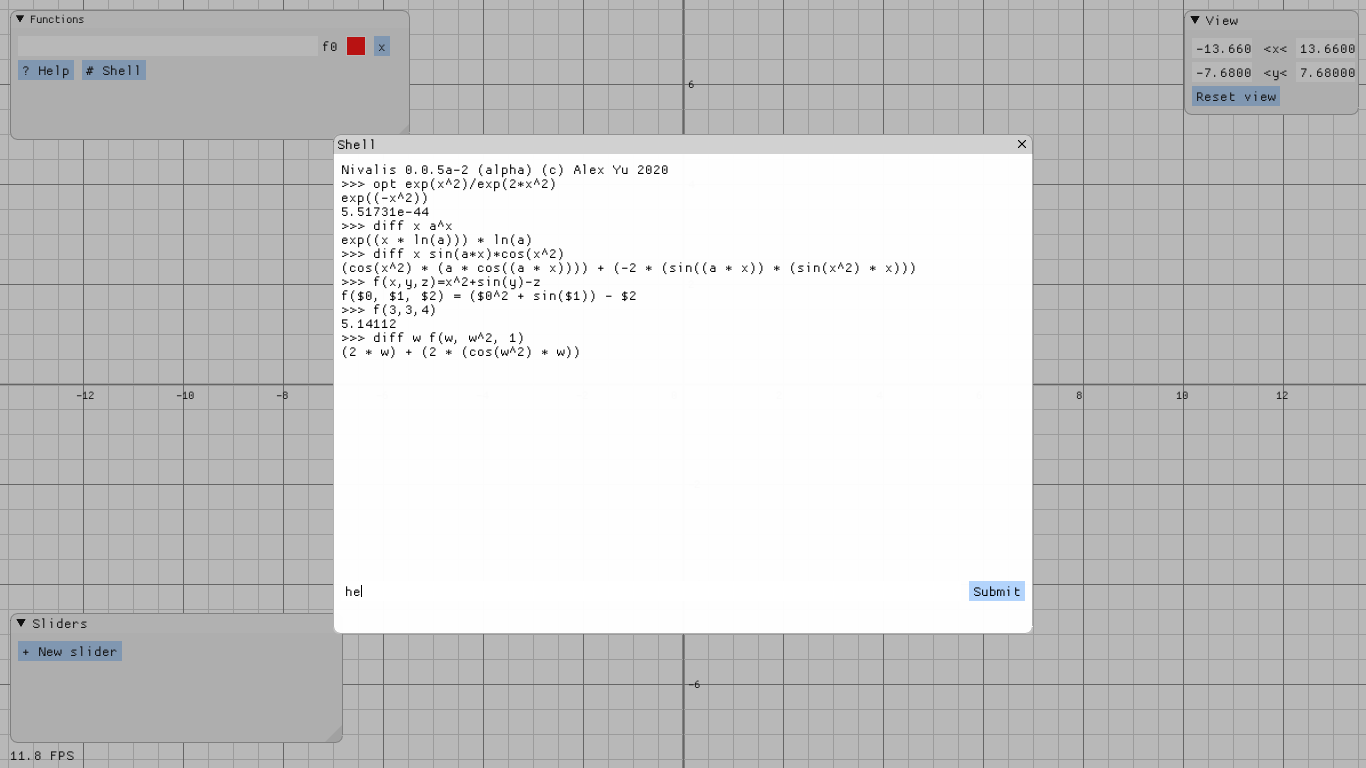 ▼ Functions
f0 x
? Help # Shell
▼ View
-13.660 <x< 13.6600
-7.6800 <y< 7.68000
Reset view
6
Shell ×
Nivalis 0.0.5a-2 (alpha) (c) Alex Yu 2020
>>> opt exp(x^2)/exp(2*x^2)
exp((-x^2))
5.51731e-44
>>> diff x a^x
exp((x * ln(a))) * ln(a)
>>> diff x sin(a*x)*cos(x^2)
(cos(x^2) * (a * cos((a * x)))) + (-2 * (sin((a * x)) * (sin(x^2) * x)))
>>> f(x,y,z)=x^2+sin(y)-z
f($0, $1, $2) = ($0^2 + sin($1)) - $2
>>> f(3,3,4)
5.14112
>>> diff w f(w, w^2, 1)
(2 * w) + (2 * (cos(w^2) * w))
-12 -10 -8 8 10 12
he
Submit
▼ Sliders
+ New slider
-6
11.8 FPS